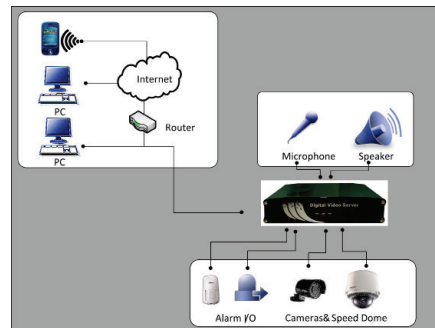 Internet
PC
Router
PC
Microphone
Speaker
Digital Video Server
Alarm I/O
Cameras& Speed Dome